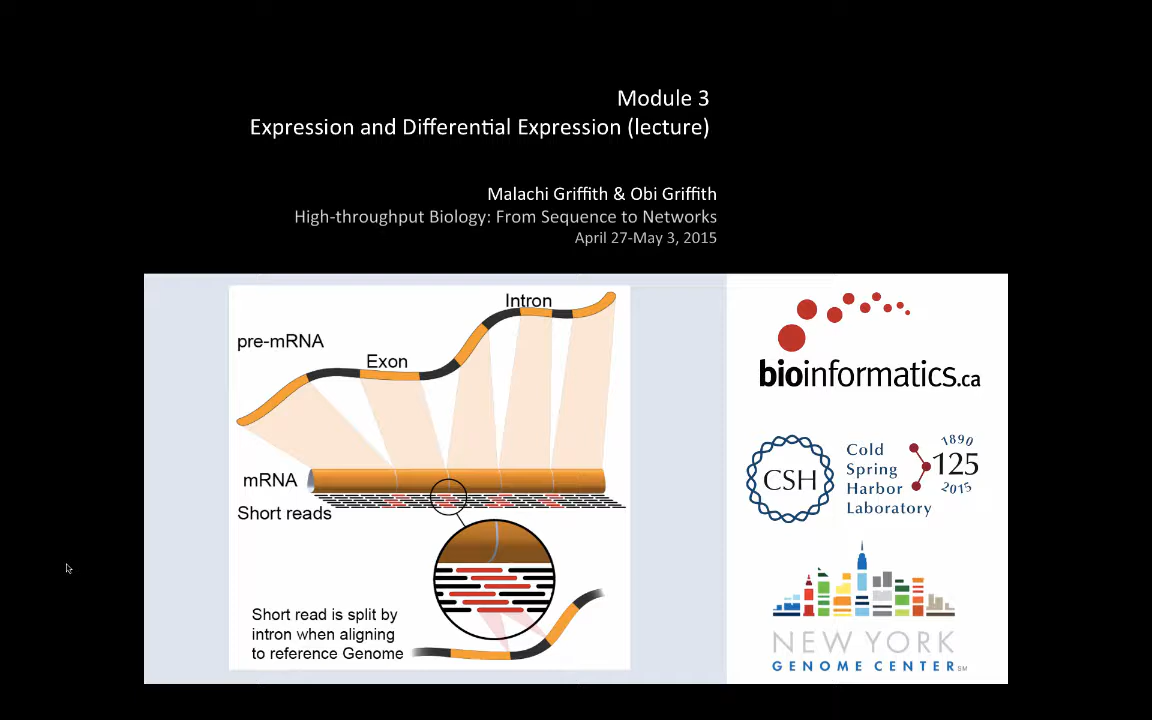 Module 3
Expression and Differential Expression (lecture)
Malachi Griffith & Obi Griffith
High-throughput Biology: From Sequence to Networks
April 27-May 3, 2015
Intron
pre-mRNA
Exon
mRNA
Short reads
Short read is split by
intron when aligning
to reference Genome
bioinformatics.ca
CSH
Cold
Spring
Harbor
Laboratory
1890
125
2015
NEW YORK
GENOME CENTER SM